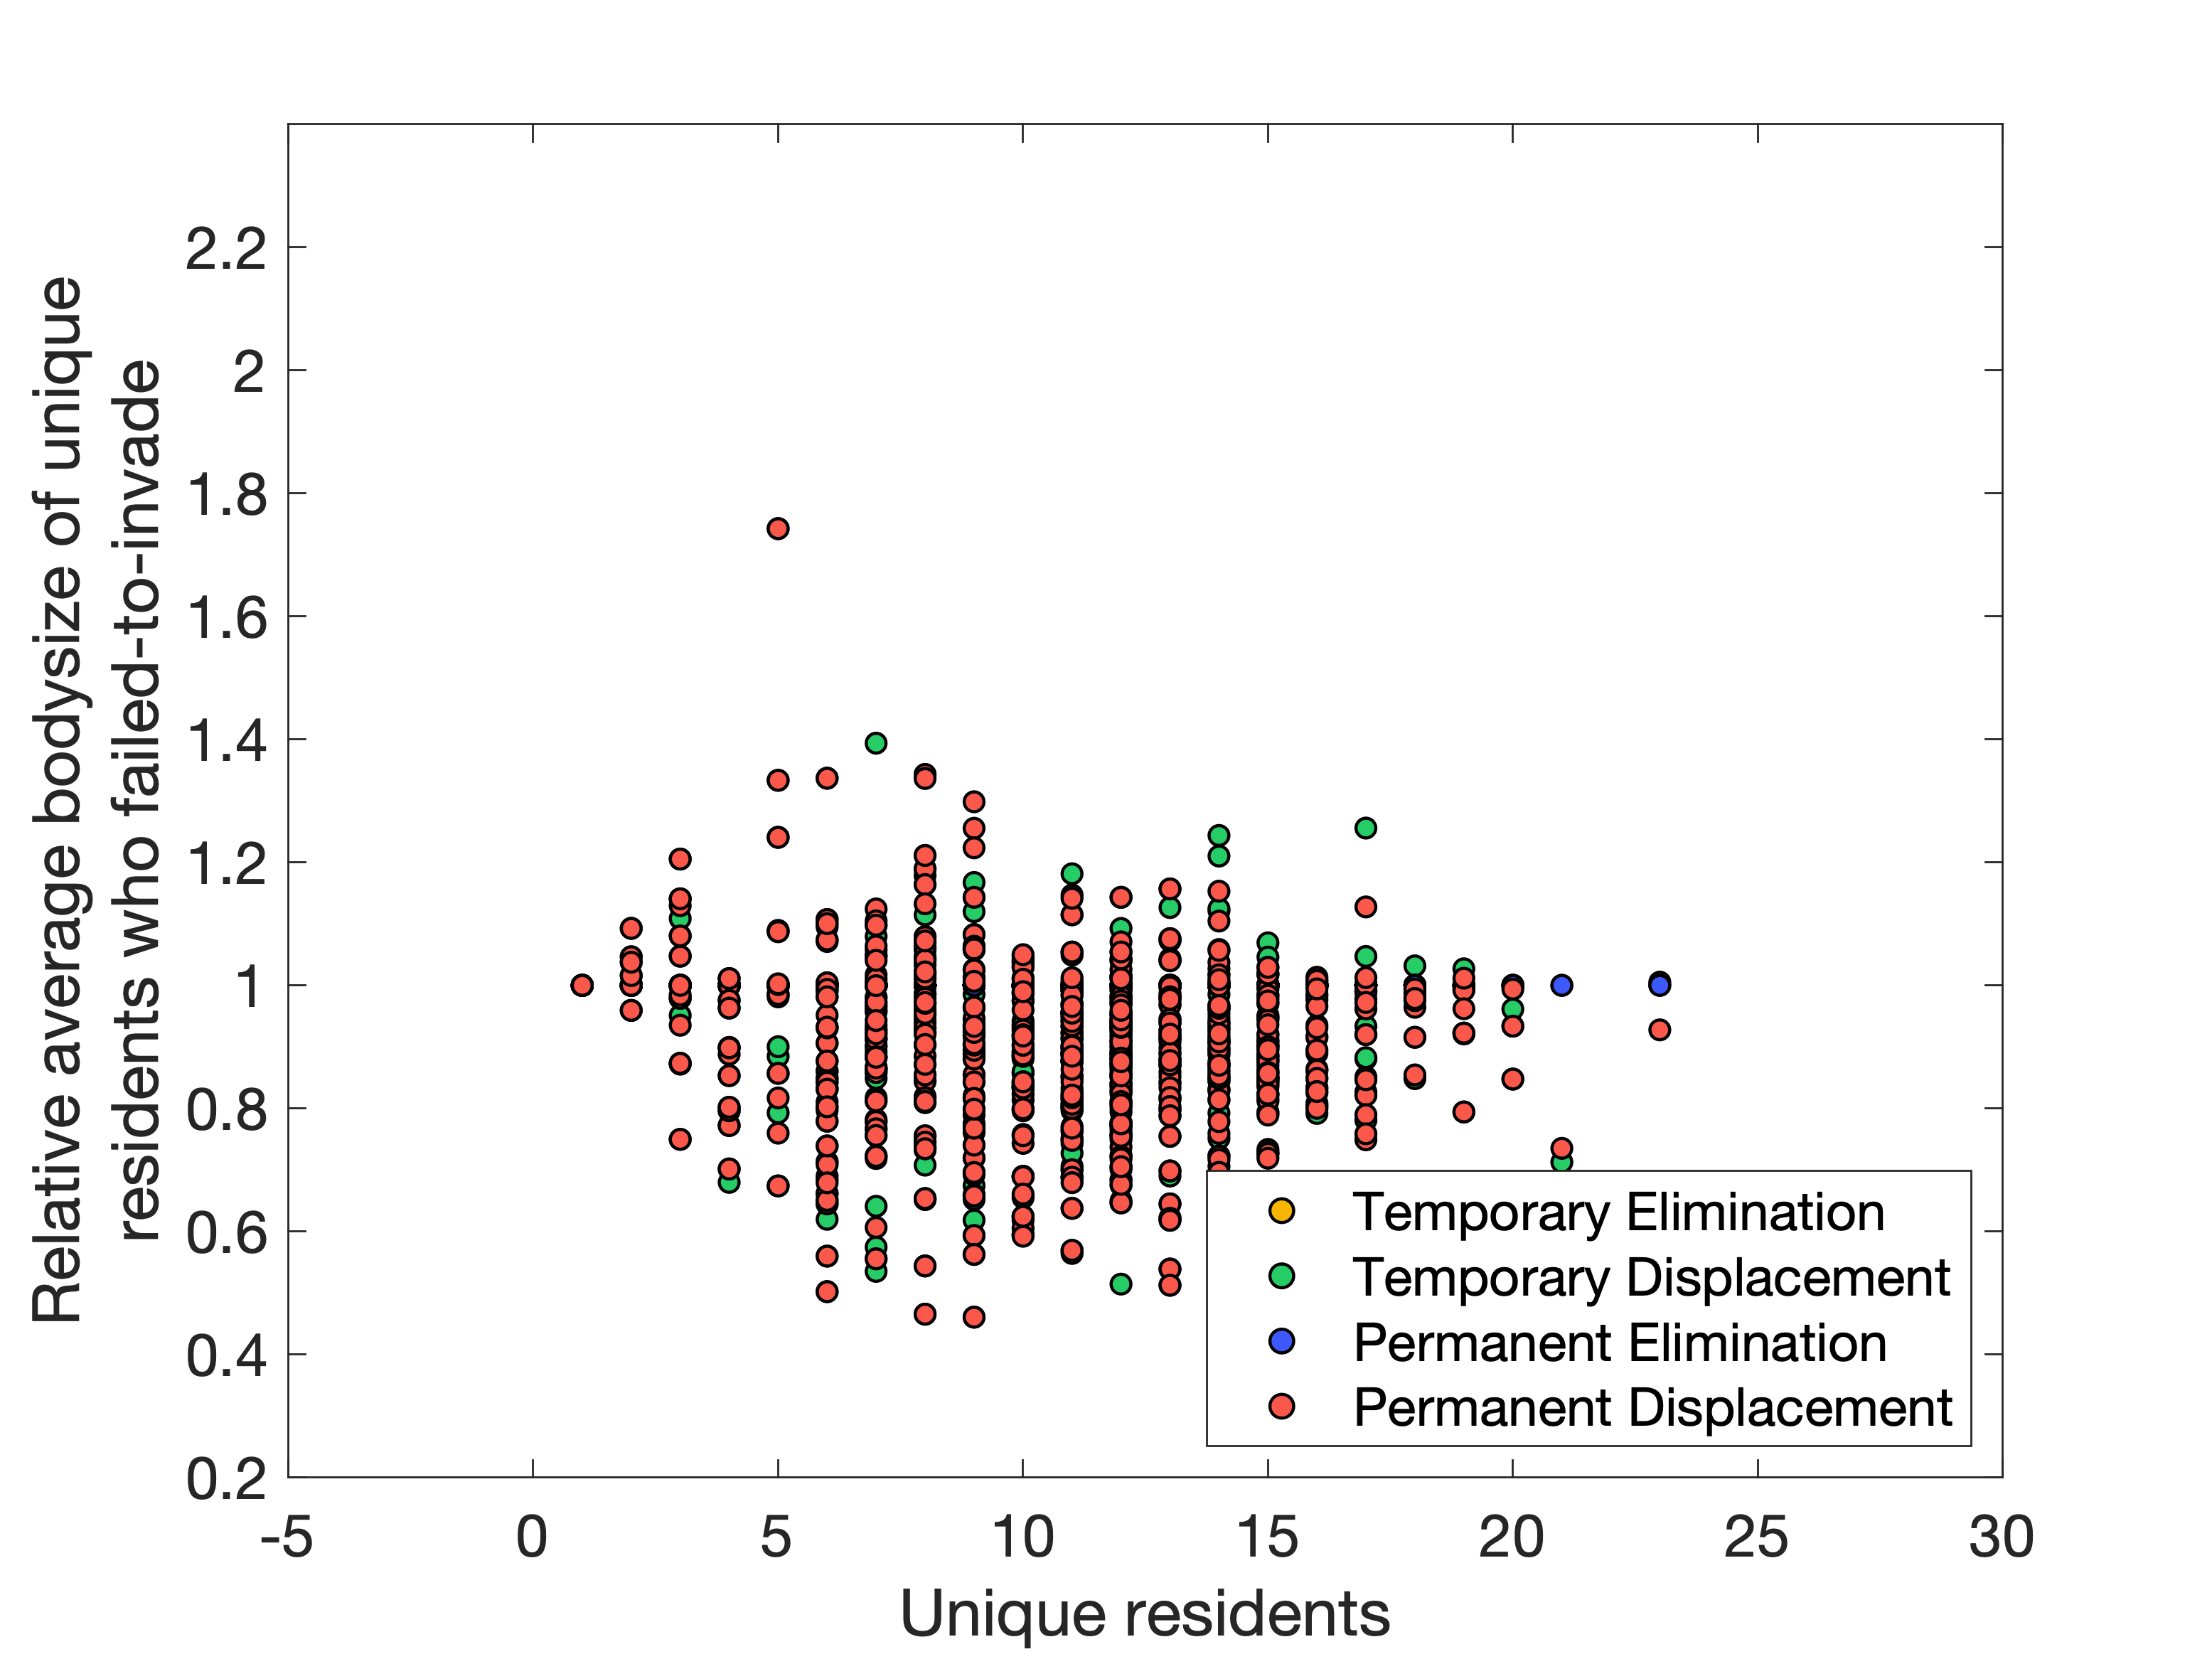 Relative average bodysize of unique
residents who failed-to-invade
2.2
2
1.8
1.6
1.4
1.2
1
0.8
0.6
0.4
0.2
Temporary Elimination
Temporary Displacement
Permanent Elimination
Permanent Displacement
-5 0 5 10 15 20 25 30
Unique residents